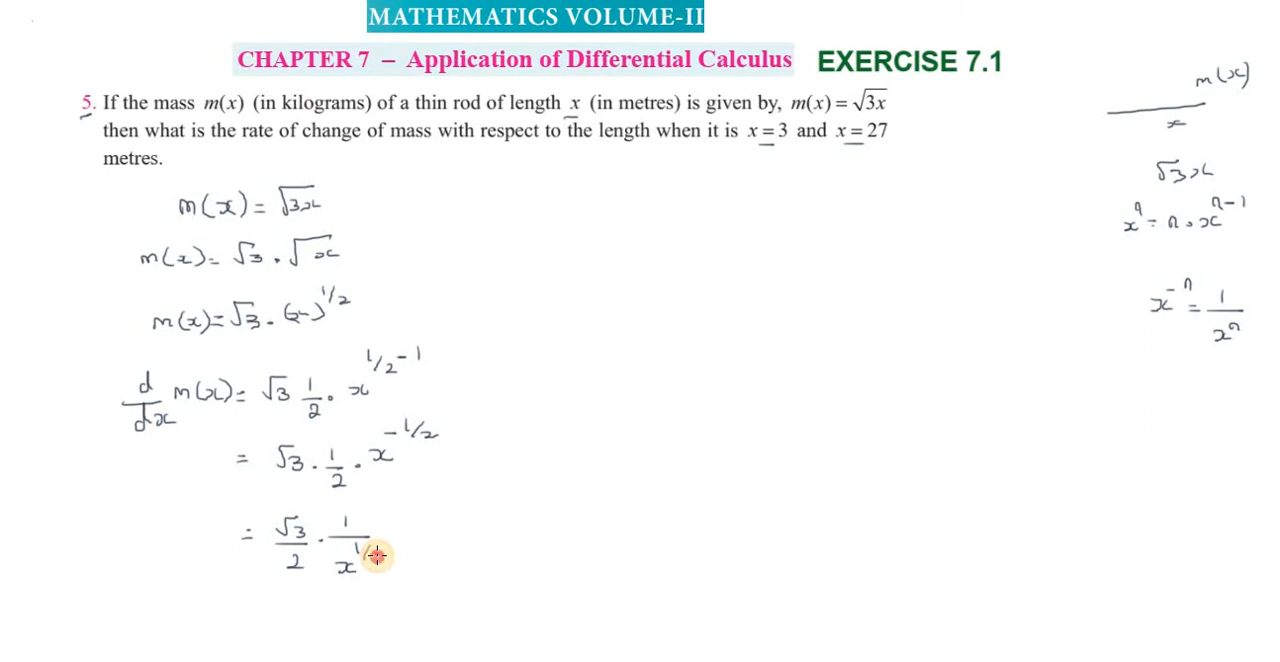 MATHEMATICS VOLUME-II
CHAPTER 7 – Application of Differential Calculus EXERCISE 7.1
5. If the mass m(x) (in kilograms) of a thin rod of length x (in metres) is given by, m(x) = √3x
then what is the rate of change of mass with respect to the length when it is x = 3 and x = 27
metres.
m(x) = √3x
m(x) = √3 . √x
m(x) = √3 . (x)^1/2
d/dx m(x) = √3 1/2 . x^1/2 - 1
= √3 . 1/2 . x^-1/2
= √3/2 . 1/x^1/
m(x)
x
√3x
x^n = n . x^n-1
x^-n = 1/x^n